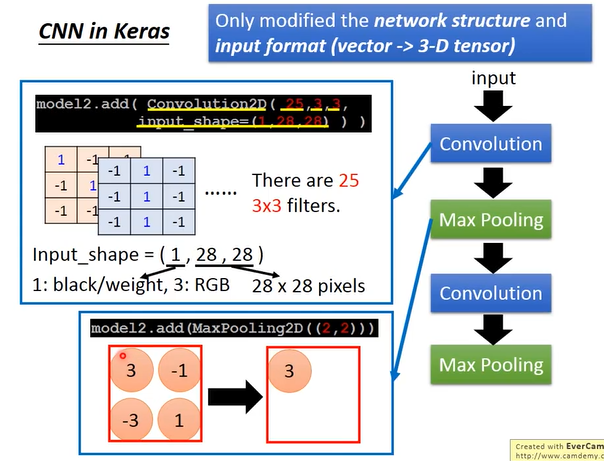 CNN in Keras
Only modified the network structure and
input format (vector -> 3-D tensor)
input
model2.add( Convolution2D( 25,3,3,
input_shape=(1,28,28) ) )
Convolution
1 -1 -1
-1 1
-1 -1
-1 1 -1
-1 1 -1
-1 1 -1
......
There are 25
3x3 filters.
Max Pooling
Input_shape = ( 1 , 28 , 28 )
1: black/weight, 3: RGB
28 x 28 pixels
Convolution
model2.add(MaxPooling2D((2,2)))
Max Pooling
3 -1
-3 1
3
Created with EverCam
http://www.camdemy.c